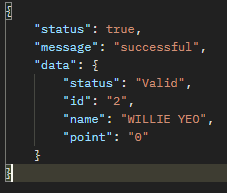 {
    "status": true,
    "message": "successful",
    "data": {
        "status": "Valid",
        "id": "2",
        "name": "WILLIE YEO",
        "point": "0"
    }
}